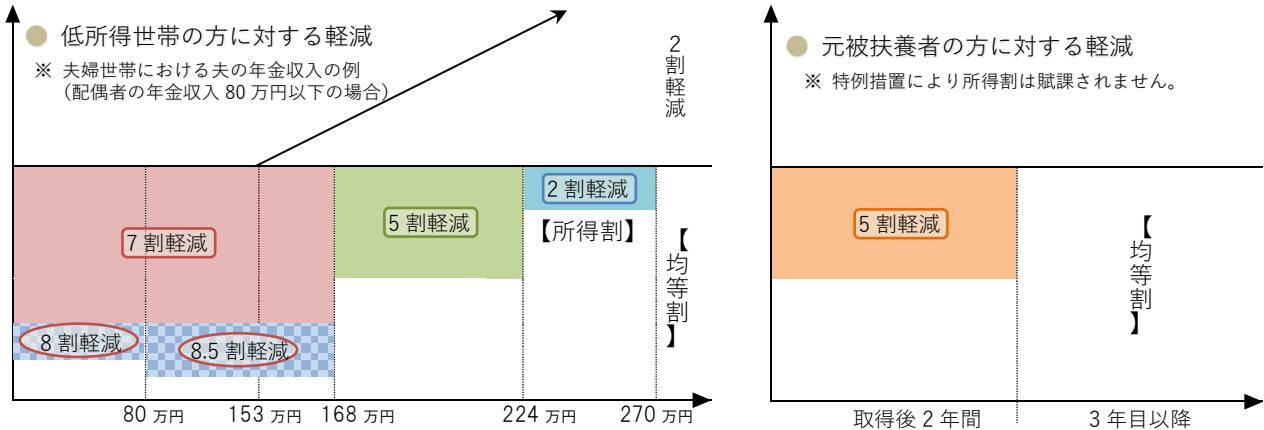 低所得世帯の方に対する軽減
※ 夫婦世帯における夫の年金収入の例
(配偶者の年金収入 80 万円以下の場合)
2割軽減
7 割軽減
5 割軽減
2 割軽減
【所得割】
【均等割】
8 割軽減
8.5 割軽減
80 万円
153 万円
168 万円
224 万円
270 万円
元被扶養者の方に対する軽減
※ 特例措置により所得割は賦課されません。
5 割軽減
【均等割】
取得後 2 年間
3 年目以降